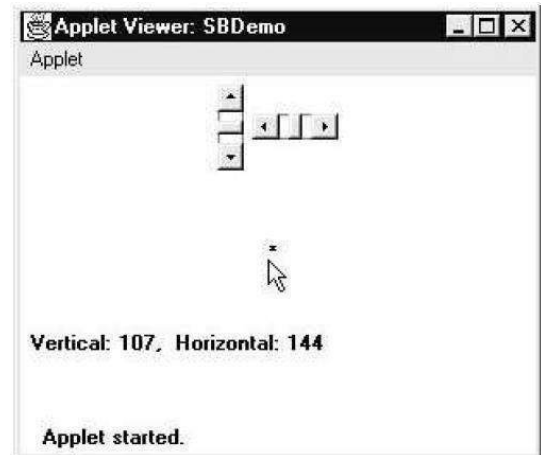 Applet Viewer: SBDemo
Applet
*
Vertical: 107, Horizontal: 144
Applet started.